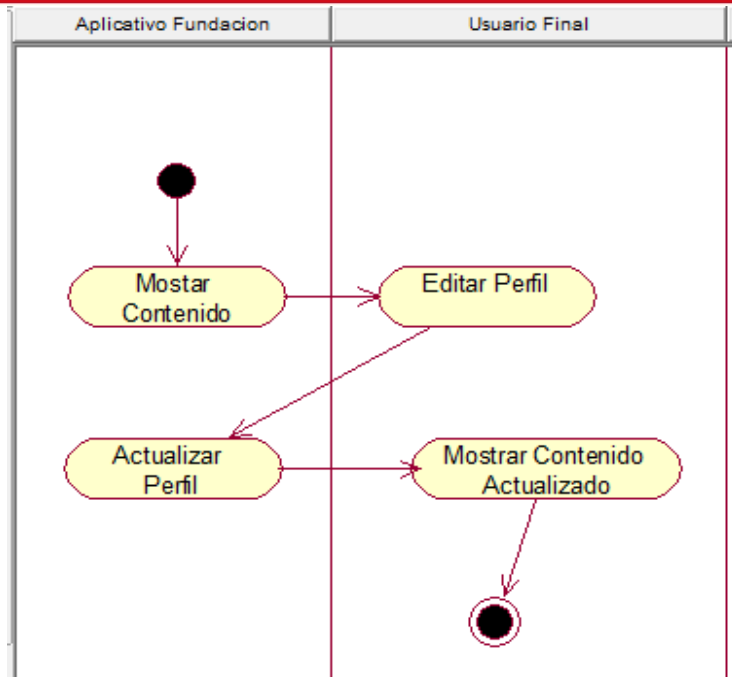 Aplicativo Fundacion
Usuario Final
Mostar
Contenido
Editar Perfil
Actualizar
Perfil
Mostrar Contenido
Actualizado